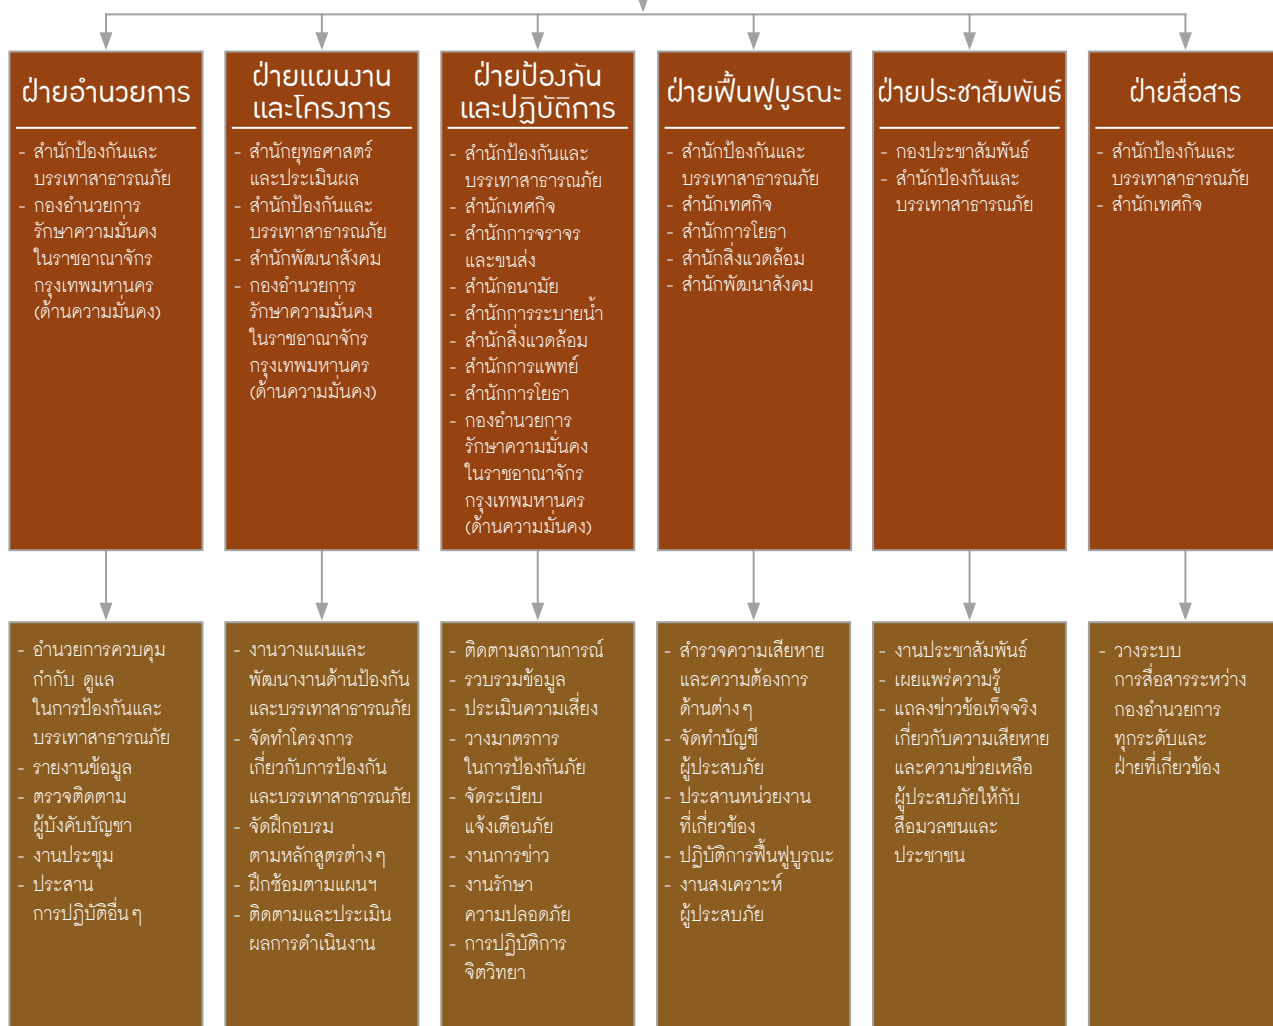 ฝ่ายอำนวยการ
- สำนักป้องกันและ
บรรเทาสาธารณภัย
- กองอำนวยการ
รักษาความมั่นคง
ในราชอาณาจักร
กรุงเทพมหานคร
(ด้านความมั่นคง)
ฝ่ายแผนงาน
และโครงการ
- สำนักยุทธศาสตร์
และประเมินผล
- สำนักป้องกันและ
บรรเทาสาธารณภัย
- สำนักพัฒนาสังคม
- กองอำนวยการ
รักษาความมั่นคง
ในราชอาณาจักร
กรุงเทพมหานคร
(ด้านความมั่นคง)
ฝ่ายป้องกัน
และปฏิบัติการ
- สำนักป้องกันและ
บรรเทาสาธารณภัย
- สำนักเทศกิจ
- สำนักการจราจร
และขนส่ง
- สำนักอนามัย
- สำนักการระบายน้ำ
- สำนักสิ่งแวดล้อม
- สำนักการแพทย์
- สำนักการโยธา
- กองอำนวยการ
รักษาความมั่นคง
ในราชอาณาจักร
กรุงเทพมหานคร
(ด้านความมั่นคง)
ฝ่ายฟื้นฟูบูรณะ
- สำนักป้องกันและ
บรรเทาสาธารณภัย
- สำนักเทศกิจ
- สำนักการโยธา
- สำนักสิ่งแวดล้อม
- สำนักพัฒนาสังคม
ฝ่ายประชาสัมพันธ์
- กองประชาสัมพันธ์
- สำนักป้องกันและ
บรรเทาสาธารณภัย
ฝ่ายสื่อสาร
- สำนักป้องกันและ
บรรเทาสาธารณภัย
- สำนักเทศกิจ
- อำนวยการควบคุม
กำกับ ดูแล
ในการป้องกันและ
บรรเทาสาธารณภัย
- รายงานข้อมูล
- ตรวจติดตาม
ผู้บังคับบัญชา
- งานประชุม
- ประสาน
การปฏิบัติอื่นๆ
- งานวางแผนและ
พัฒนางานด้านป้องกัน
และบรรเทาสาธารณภัย
- จัดทำโครงการ
เกี่ยวกับการป้องกัน
และบรรเทาสาธารณภัย
- จัดฝึกอบรม
ตามหลักสูตรต่างๆ
- ฝึกซ้อมตามแผนฯ
- ติดตามและประเมิน
ผลการดำเนินงาน
- ติดตามสถานการณ์
- รวบรวมข้อมูล
- ประเมินความเสี่ยง
- วางมาตรการ
ในการป้องกันภัย
- จัดระเบียบ
แจ้งเตือนภัย
- งานการข่าว
- งานรักษา
ความปลอดภัย
- การปฏิบัติการ
จิตวิทยา
- สำรวจความเสียหาย
และความต้องการ
ด้านต่างๆ
- จัดทำบัญชี
ผู้ประสบภัย
- ประสานหน่วยงาน
ที่เกี่ยวข้อง
- ปฏิบัติการฟื้นฟูบูรณะ
- งานสงเคราะห์
ผู้ประสบภัย
- งานประชาสัมพันธ์
- เผยแพร่ความรู้
- แถลงข่าวข้อเท็จจริง
เกี่ยวกับความเสียหาย
และความช่วยเหลือ
ผู้ประสบภัยให้กับ
สื่อมวลชนและ
ประชาชน
- วางระบบ
การสื่อสารระหว่าง
กองอำนวยการ
ทุกระดับและ
ฝ่ายที่เกี่ยวข้อง